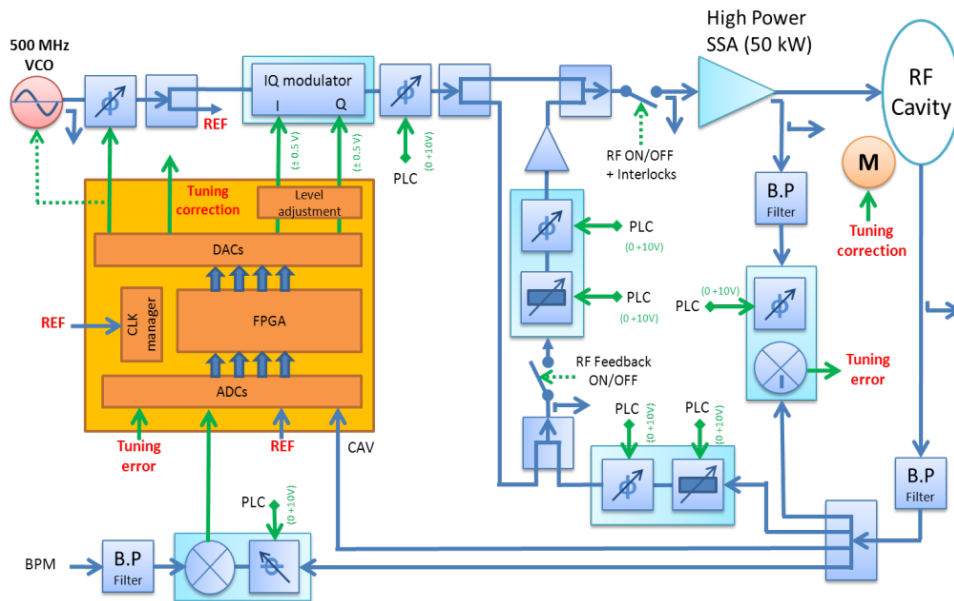 500 MHz
VCO
ϕ
REF
IQ modulator
I
Q
ϕ
PLC
(0 +10V)
(± 0.5 V)
(± 0.5 V)
High Power
SSA (50 kW)
RF
Cavity
RF ON/OFF
+ Interlocks
M
Tuning
correction
B.P
Filter
Tuning
correction
Level
adjustment
DACs
FPGA
CLK
manager
REF
ADCs
Tuning
error
REF
CAV
ϕ
PLC
(0 +10V)
PLC
(0 +10V)
RF Feedback
ON/OFF
(0 +10V)
PLC
ϕ
Tuning
error
PLC
(0 +10V)
PLC
(0 +10V)
ϕ
B.P
Filter
BPM
B.P
Filter
PLC
(0 +10V)
ϕ